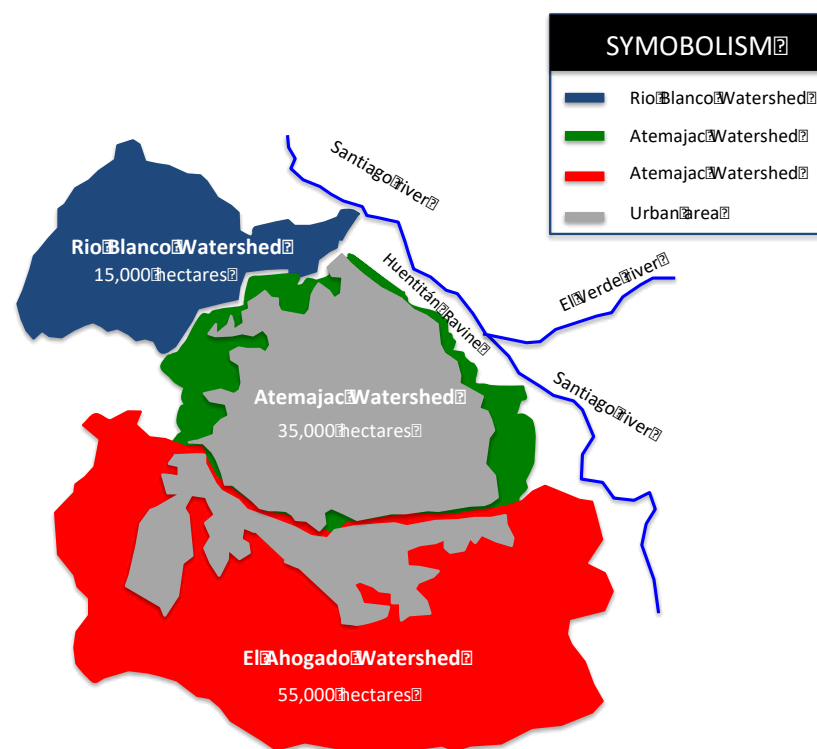 SYMOBOLISM
Rio Blanco Watershed
Atemajac Watershed
Atemajac Watershed
Urban area
Santiago river
Rio Blanco Watershed
15,000 hectares
Huentitán Ravine
El Verde river
Atemajac Watershed
35,000 hectares
Santiago river
El Ahogado Watershed
55,000 hectares